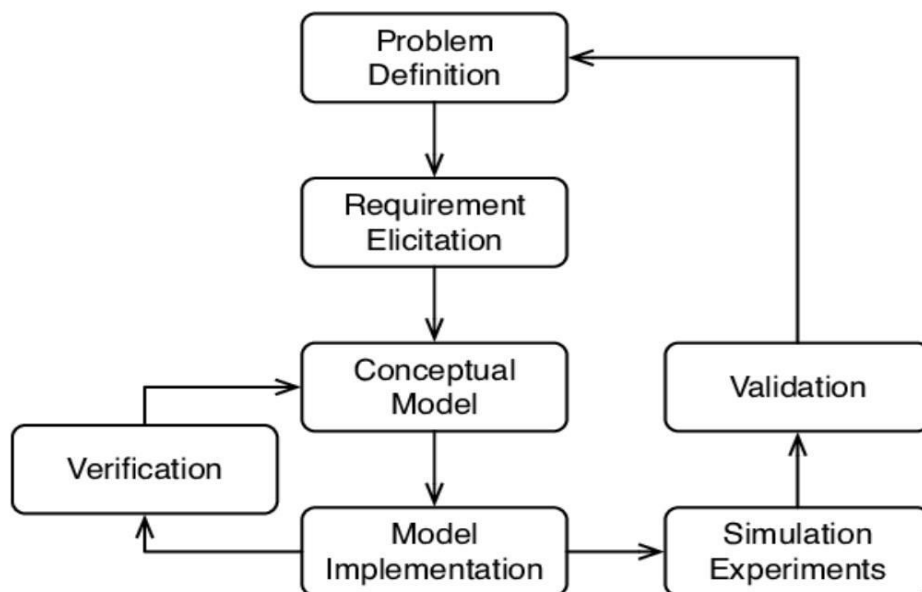 Problem
Definition
Requirement
Elicitation
Conceptual
Model
Validation
Verification
Model
Implementation
Simulation
Experiments